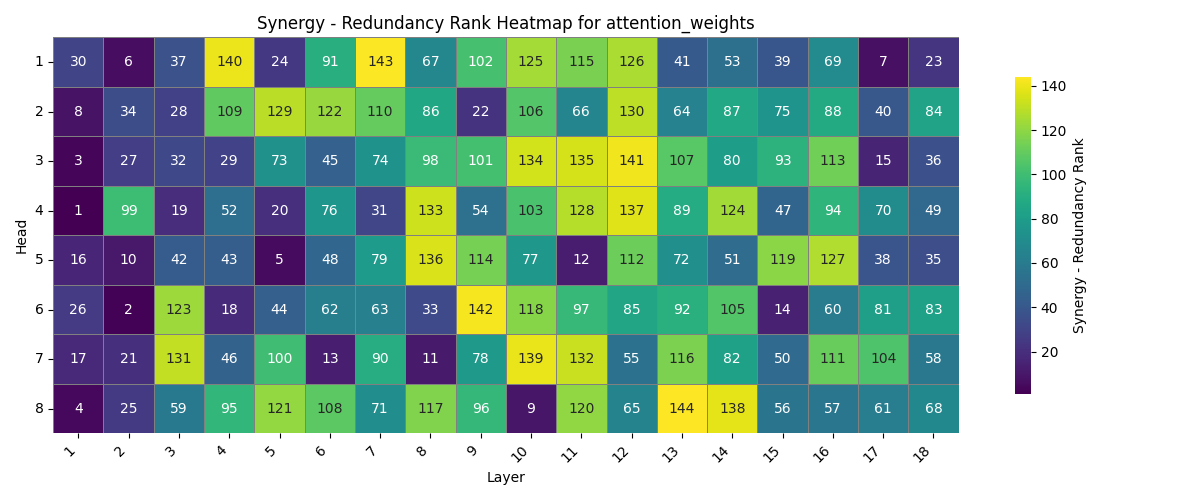 Synergy - Redundancy Rank Heatmap for attention_weights
1 30 6 37 140 24 91 143 67 102 125 115 126 41 53 39 69 7 23
2 8 34 28 109 129 122 110 86 22 106 66 130 64 87 75 88 40 84
3 3 27 32 29 73 45 74 98 101 134 135 141 107 80 93 113 15 36
4 1 99 19 52 20 76 31 133 54 103 128 137 89 124 47 94 70 49
5 16 10 42 43 5 48 79 136 114 77 12 112 72 51 119 127 38 35
6 26 2 123 18 44 62 63 33 142 118 97 85 92 105 14 60 81 83
7 17 21 131 46 100 13 90 11 78 139 132 55 116 82 50 111 104 58
8 4 25 59 95 121 108 71 117 96 9 120 65 144 138 56 57 61 68
1 2 3 4 5 6 7 8 9 10 11 12 13 14 15 16 17 18
Layer
Head
140
120
100
80
60
40
20
Synergy - Redundancy Rank